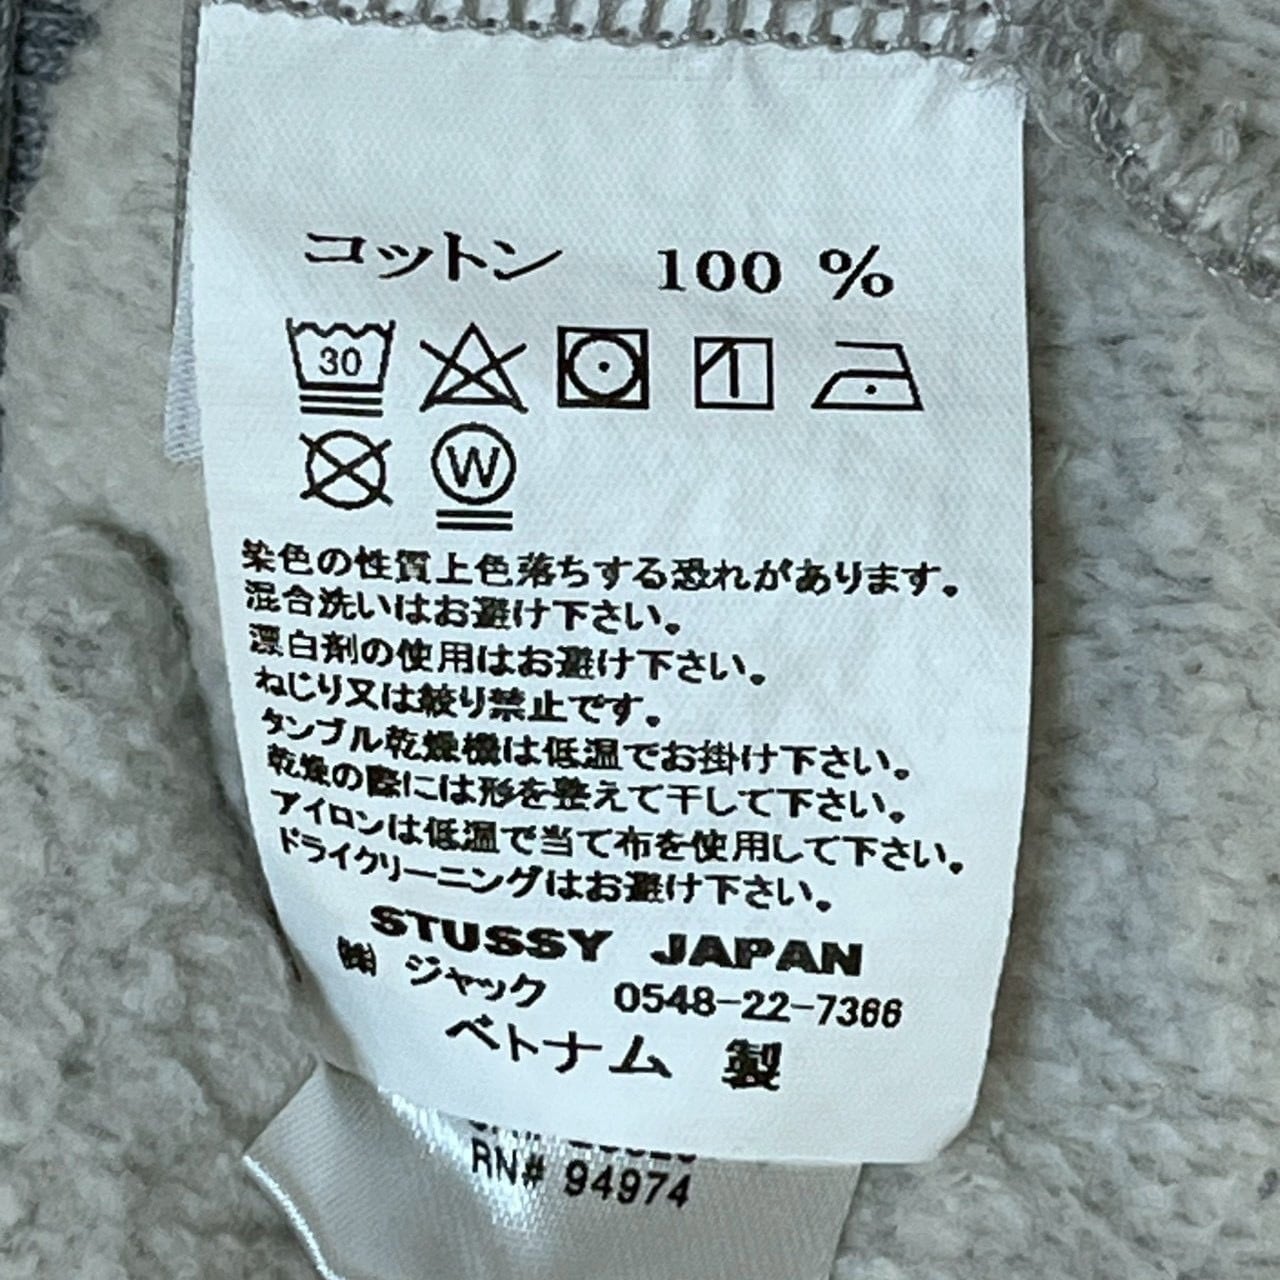 コットン 100 %
30
W
染色の性質上色落ちする恐れがあります。
混合洗いはお避け下さい。
漂白剤の使用はお避け下さい。
ねじり又は絞り禁止です。
タンブル乾燥機は低温でお掛け下さい。
乾燥の際には形を整えて干して下さい。
アイロンは低温で当て布を使用して下さい。
ドライクリーニングはお避け下さい。
STUSSY JAPAN
㈱ ジャック 0548-22-7366
ベトナム 製
RN# 94974